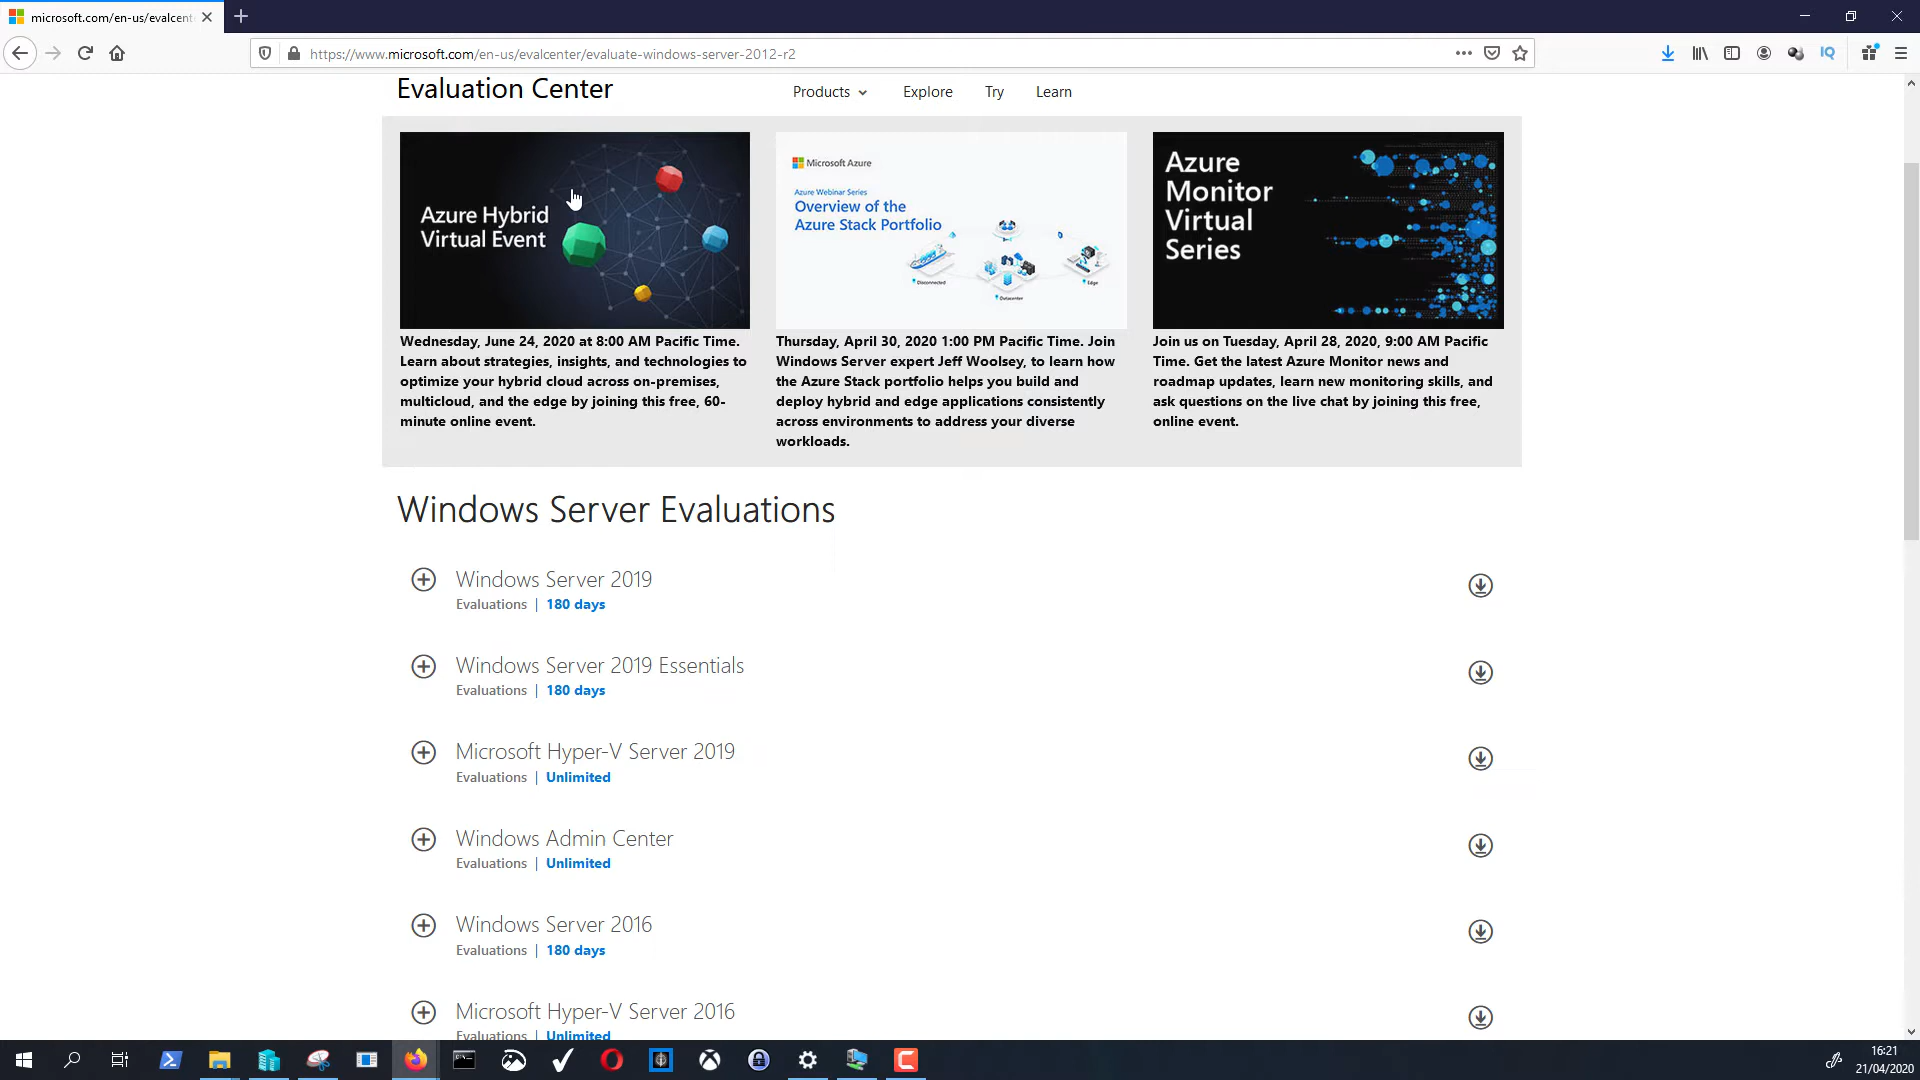 microsoft.com/en-us/evalcent
https://www.microsoft.com/en-us/evalcenter/evaluate-windows-server-2012-r2
IQ
Evaluation Center
Products
Explore
Try
Learn
Azure Hybrid
Virtual Event
Microsoft Azure
Azure Webinar Series
Overview of the
Azure Stack Portfolio
Disconnected
Datacenter
Edge
Azure
Monitor
Virtual
Series
Wednesday, June 24, 2020 at 8:00 AM Pacific Time.
Learn about strategies, insights, and technologies to
optimize your hybrid cloud across on-premises,
multicloud, and the edge by joining this free, 60-
minute online event.
Thursday, April 30, 2020 1:00 PM Pacific Time. Join
Windows Server expert Jeff Woolsey, to learn how
the Azure Stack portfolio helps you build and
deploy hybrid and edge applications consistently
across environments to address your diverse
workloads.
Join us on Tuesday, April 28, 2020, 9:00 AM Pacific
Time. Get the latest Azure Monitor news and
roadmap updates, learn new monitoring skills, and
ask questions on the live chat by joining this free,
online event.
Windows Server Evaluations
Windows Server 2019
Evaluations | 180 days
Windows Server 2019 Essentials
Evaluations | 180 days
Microsoft Hyper-V Server 2019
Evaluations | Unlimited
Windows Admin Center
Evaluations | Unlimited
Windows Server 2016
Evaluations | 180 days
Microsoft Hyper-V Server 2016
Evaluations | Unlimited
16:21
21/04/2020